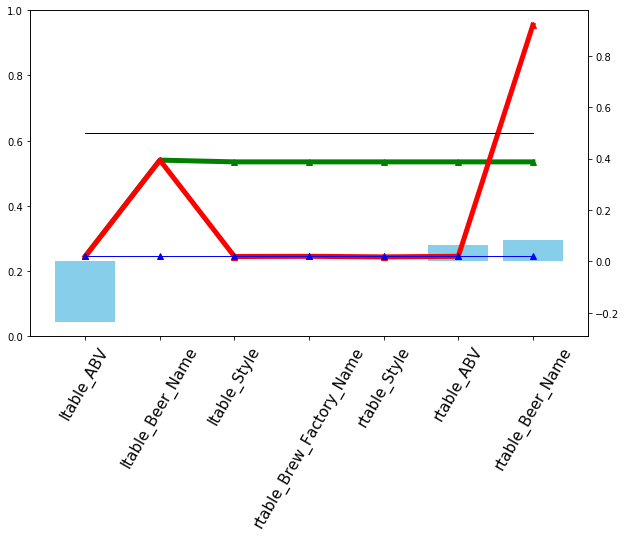 1.0
0.8
0.6
0.4
0.2
0.0
0.8
0.6
0.4
0.2
0.0
−0.2
ltable_ABV
ltable_Beer_Name
ltable_Style
rtable_Brew_Factory_Name
rtable_Style
rtable_ABV
rtable_Beer_Name